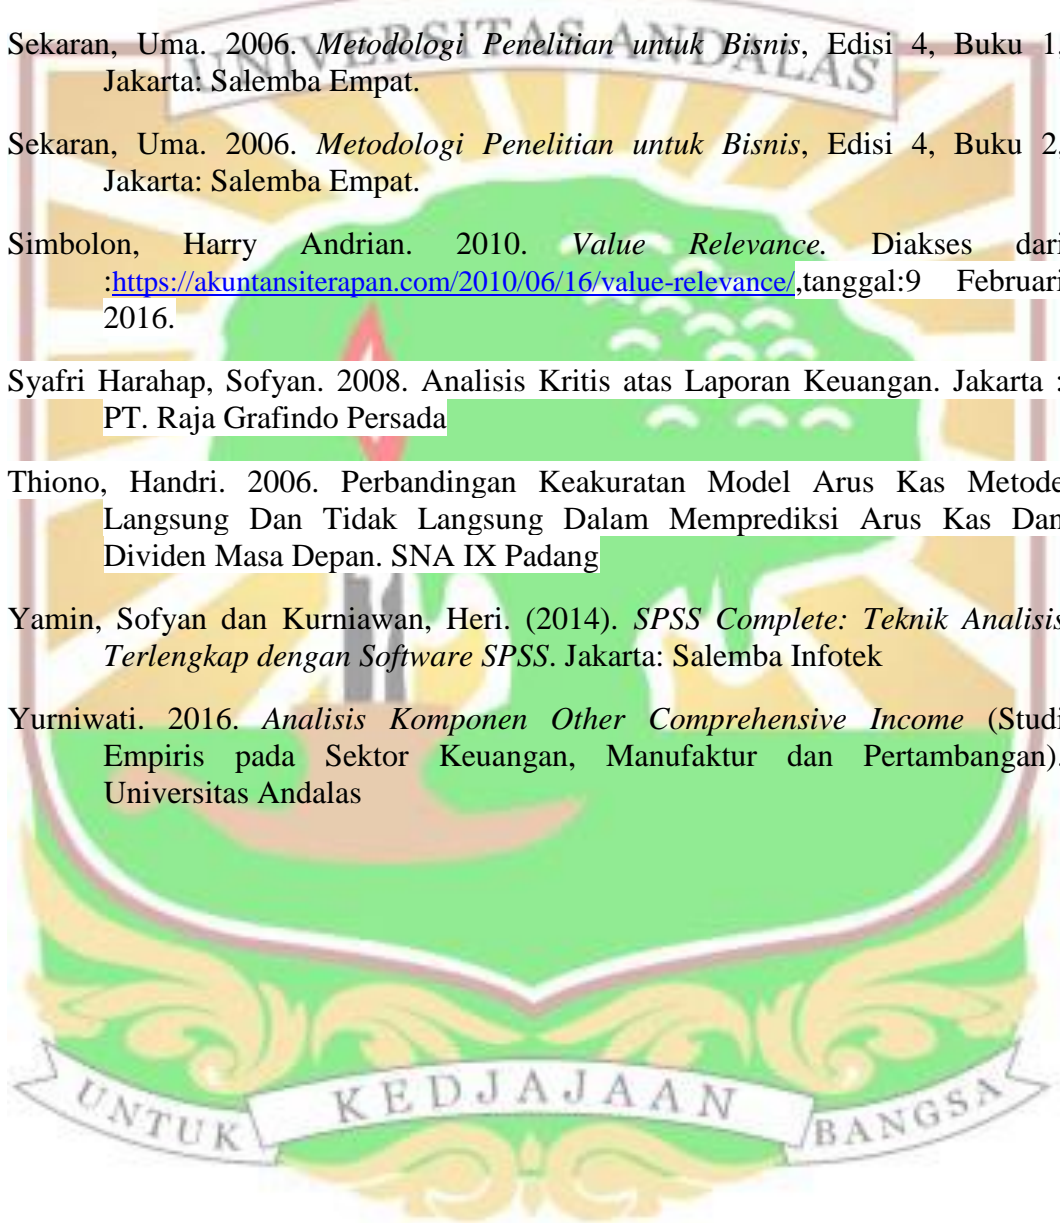 UNIVERSITAS ANDALAS
Sekaran, Uma. 2006. Metodologi Penelitian untuk Bisnis, Edisi 4, Buku 1.
Jakarta: Salemba Empat.
Sekaran, Uma. 2006. Metodologi Penelitian untuk Bisnis, Edisi 4, Buku 2.
Jakarta: Salemba Empat.
Simbolon, Harry Andrian. 2010. Value Relevance. Diakses dari
:https://akuntansiterapan.com/2010/06/16/value-relevance/,tanggal:9 Februari
2016.
Syafri Harahap, Sofyan. 2008. Analisis Kritis atas Laporan Keuangan. Jakarta :
PT. Raja Grafindo Persada
Thiono, Handri. 2006. Perbandingan Keakuratan Model Arus Kas Metode
Langsung Dan Tidak Langsung Dalam Memprediksi Arus Kas Dan
Dividen Masa Depan. SNA IX Padang
Yamin, Sofyan dan Kurniawan, Heri. (2014). SPSS Complete: Teknik Analisis
Terlengkap dengan Software SPSS. Jakarta: Salemba Infotek
Yurniwati. 2016. Analisis Komponen Other Comprehensive Income (Studi
Empiris pada Sektor Keuangan, Manufaktur dan Pertambangan).
Universitas Andalas
UNTUK KEDJAJAAN BANGSA